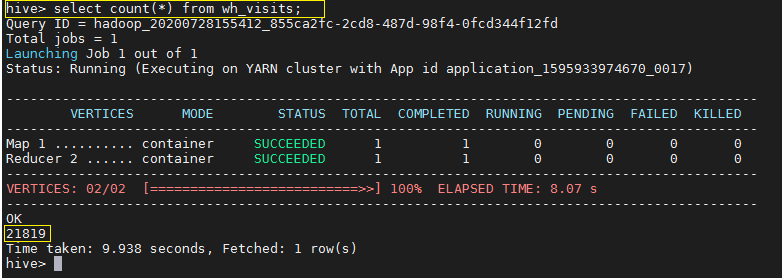 hive> select count(*) from wh_visits;
Query ID = hadoop_20200728155412_855ca2fc-2cd8-487d-98f4-0fcd344f12fd
Total jobs = 1
Launching Job 1 out of 1
Status: Running (Executing on YARN cluster with App id application_1595933974670_0017)
----------------------------------------------------------------------------------------------
VERTICES MODE STATUS TOTAL COMPLETED RUNNING PENDING FAILED KILLED
----------------------------------------------------------------------------------------------
Map 1 .......... container SUCCEEDED 1 1 0 0 0 0
Reducer 2 ...... container SUCCEEDED 1 1 0 0 0 0
----------------------------------------------------------------------------------------------
VERTICES: 02/02 [==========================>>] 100% ELAPSED TIME: 8.07 s
----------------------------------------------------------------------------------------------
OK
21819
Time taken: 9.938 seconds, Fetched: 1 row(s)
hive>